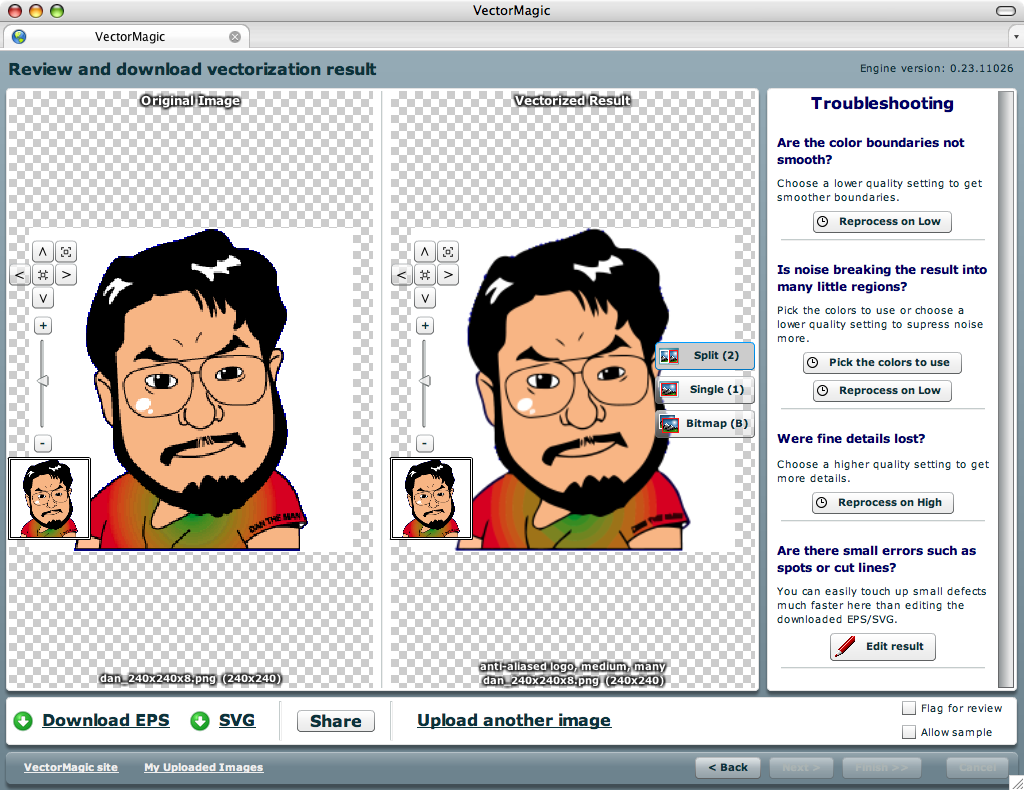 VectorMagic
VectorMagic
Review and download vectorization result
Engine version: 0.23.11026
Original Image
Vectorized Result
Split (2)
Single (1)
Bitmap (B)
DAN THE MAN
DAN THE MAN
dan_240x240x8.png (240x240)
anti-aliased logo, medium, many
dan_240x240x8.png (240x240)
Troubleshooting
Are the color boundaries not
smooth?
Choose a lower quality setting to get
smoother boundaries.
Reprocess on Low
Is noise breaking the result into
many little regions?
Pick the colors to use or choose a
lower quality setting to supress noise
more.
Pick the colors to use
Reprocess on Low
Were fine details lost?
Choose a higher quality setting to get
more details.
Reprocess on High
Are there small errors such as
spots or cut lines?
You can easily touch up small defects
much faster here than editing the
downloaded EPS/SVG.
Edit result
Download EPS
SVG
Share
Upload another image
Flag for review
Allow sample
VectorMagic site
My Uploaded Images
< Back
Next >
Finish >>
Cancel